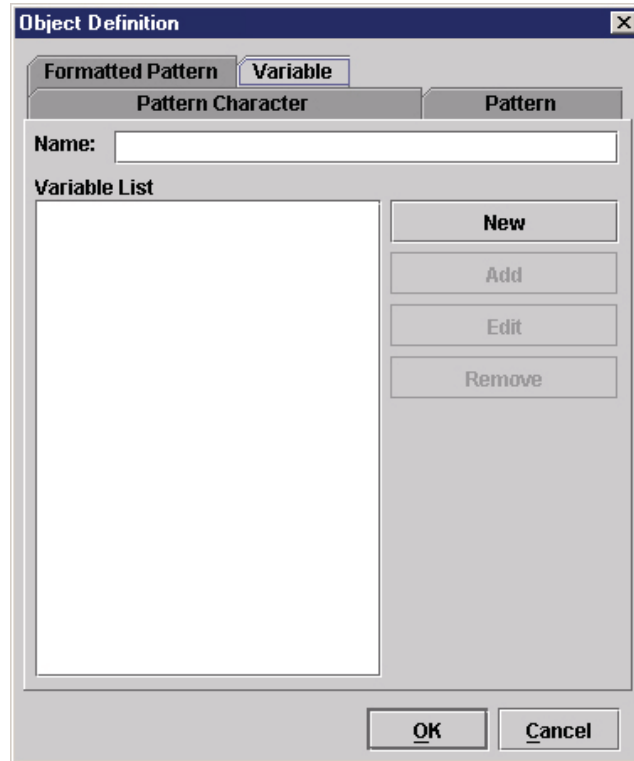 Object Definition
Formatted Pattern Variable
Pattern Character Pattern
Name:
Variable List
New
Add
Edit
Remove
OK Cancel